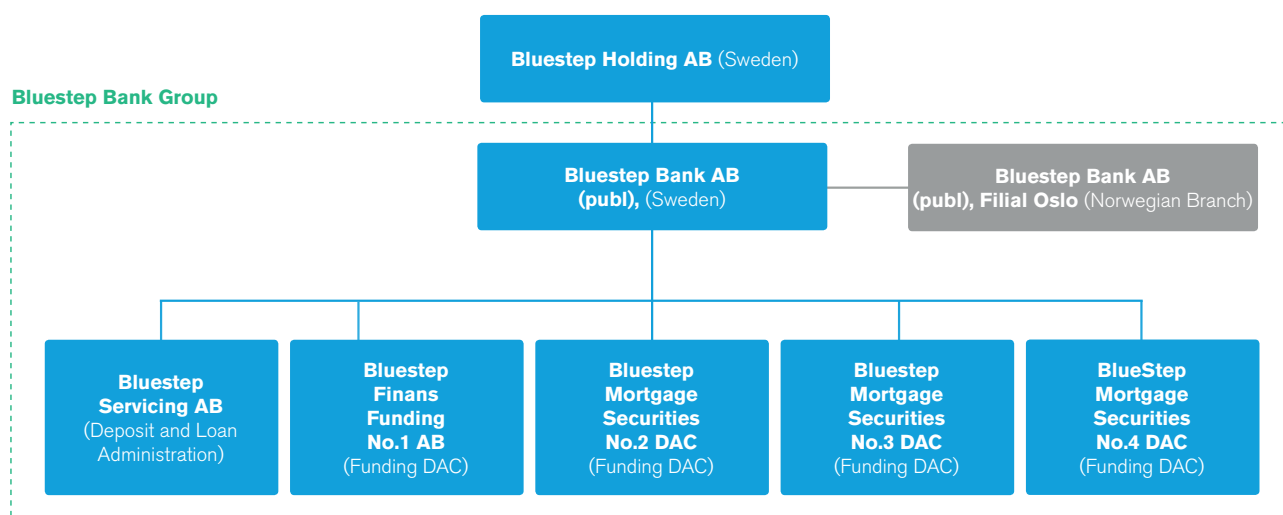 Bluestep Holding AB (Sweden)
Bluestep Bank Group
Bluestep Bank AB
(publ), (Sweden)
Bluestep Bank AB
(publ), Filial Oslo (Norwegian Branch)
Bluestep
Servicing AB
(Deposit and Loan
Administration)
Bluestep
Finans
Funding
No.1 AB
(Funding DAC)
Bluestep
Mortgage
Securities
No.2 DAC
(Funding DAC)
Bluestep
Mortgage
Securities
No.3 DAC
(Funding DAC)
BlueStep
Mortgage
Securities
No.4 DAC
(Funding DAC)